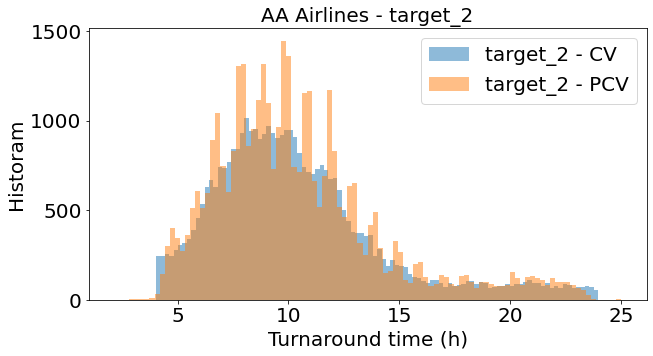 AA Airlines - target_2
target_2 - CV
target_2 - PCV
Historam
1500
1000
500
0
5 10 15 20 25
Turnaround time (h)